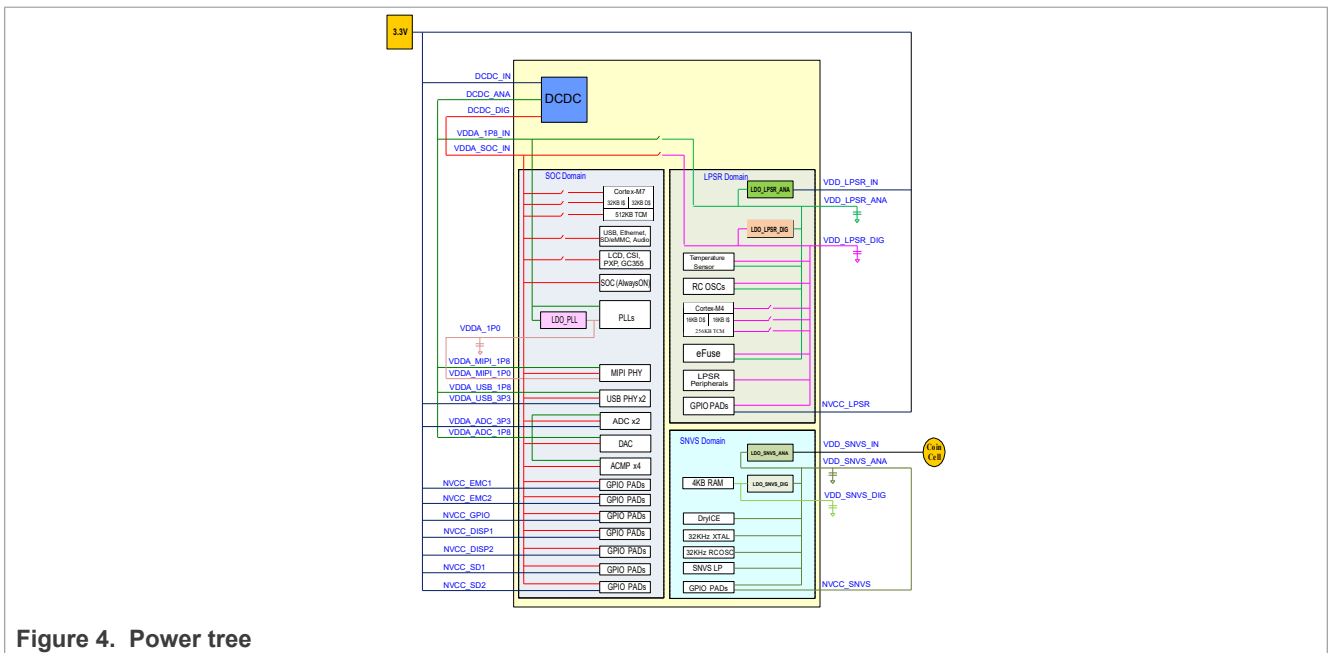 3.3V
DCDC_IN
DCDC_ANA
DCDC_DIG
VDDA_1P8_IN
VDDA_SOC_IN
DCDC
SOC Domain
Cortex-M7
32KB I$ 32KB D$
512KB TCM
USB, Ethernet,
SD/eMMC, Audio
LCD, CSI,
PXP, GC355
SOC (AlwaysON)
LDO_PLL
PLLs
VDDA_1P0
VDDA_MIPI_1P8
VDDA_MIPI_1P0
MIPI PHY
VDDA_USB_1P8
VDDA_USB_3P3
USB PHY x2
VDDA_ADC_3P3
VDDA_ADC_1P8
ADC x2
DAC
ACMP x4
NVCC_EMC1
GPIO PADs
NVCC_EMC2
GPIO PADs
NVCC_GPIO
GPIO PADs
NVCC_DISP1
GPIO PADs
NVCC_DISP2
GPIO PADs
NVCC_SD1
GPIO PADs
NVCC_SD2
GPIO PADs
LPSR Domain
LDO_LPSR_ANA
VDD_LPSR_IN
VDD_LPSR_ANA
LDO_LPSR_DIG
VDD_LPSR_DIG
Temperature
Sensor
RC OSCs
Cortex-M4
16KB D$ 16KB I$
256KB TCM
eFuse
LPSR
Peripherals
GPIO PADs
NVCC_LPSR
SNVS Domain
LDO_SNVS_ANA
VDD_SNVS_IN
Coin
Cell
VDD_SNVS_ANA
4KB RAM
LDO_SNVS_DIG
VDD_SNVS_DIG
DryICE
32KHz XTAL
32KHz RCOSC
SNVS LP
GPIO PADs
NVCC_SNVS
Figure 4. Power tree